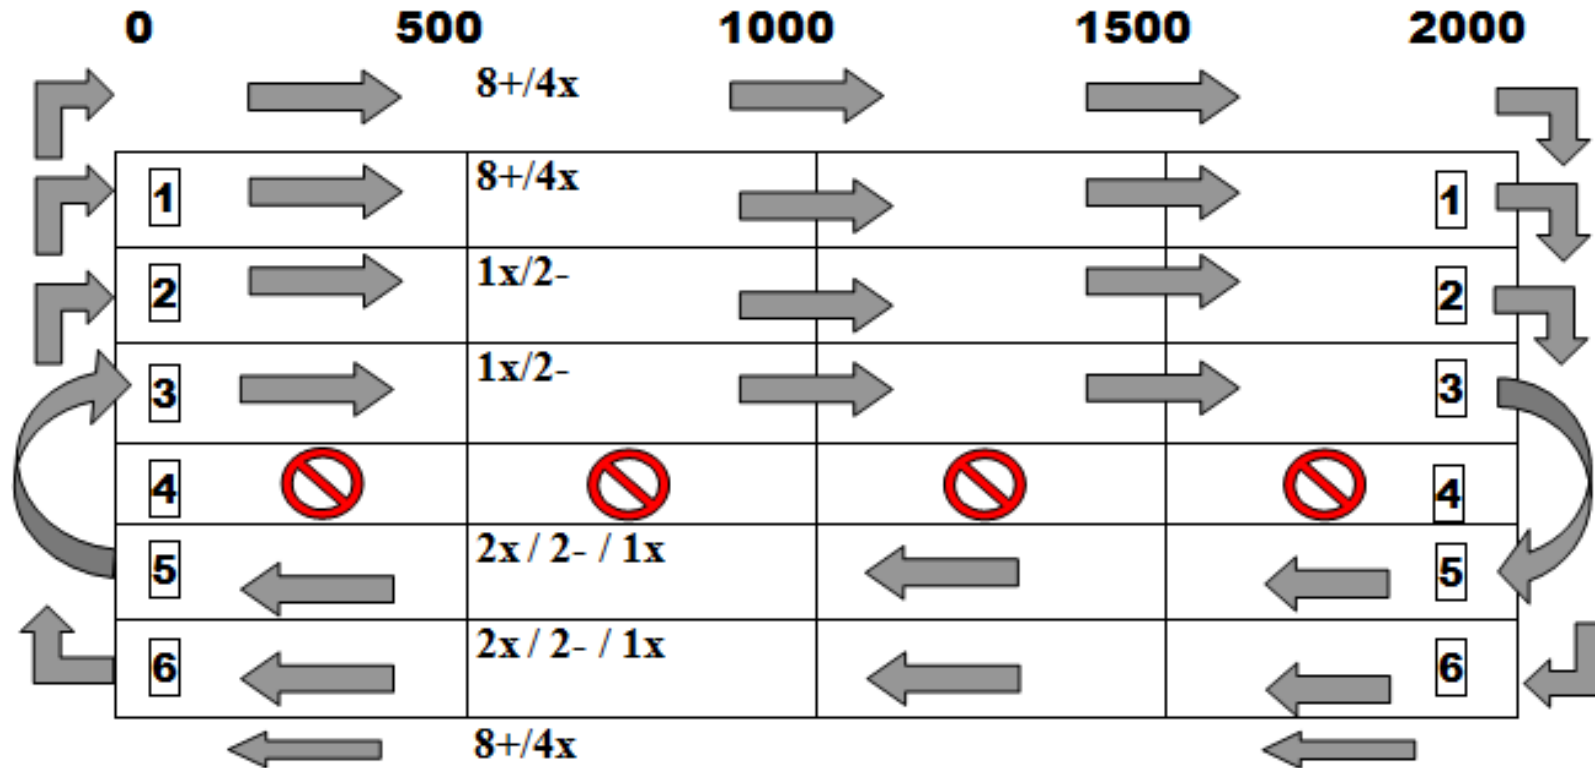 0 500 1000 1500 2000
8+/4x
1 8+/4x 1
2 1x/2- 2
3 1x/2- 3
4 4
5 2x / 2- / 1x 5
6 2x / 2- / 1x 6
8+/4x